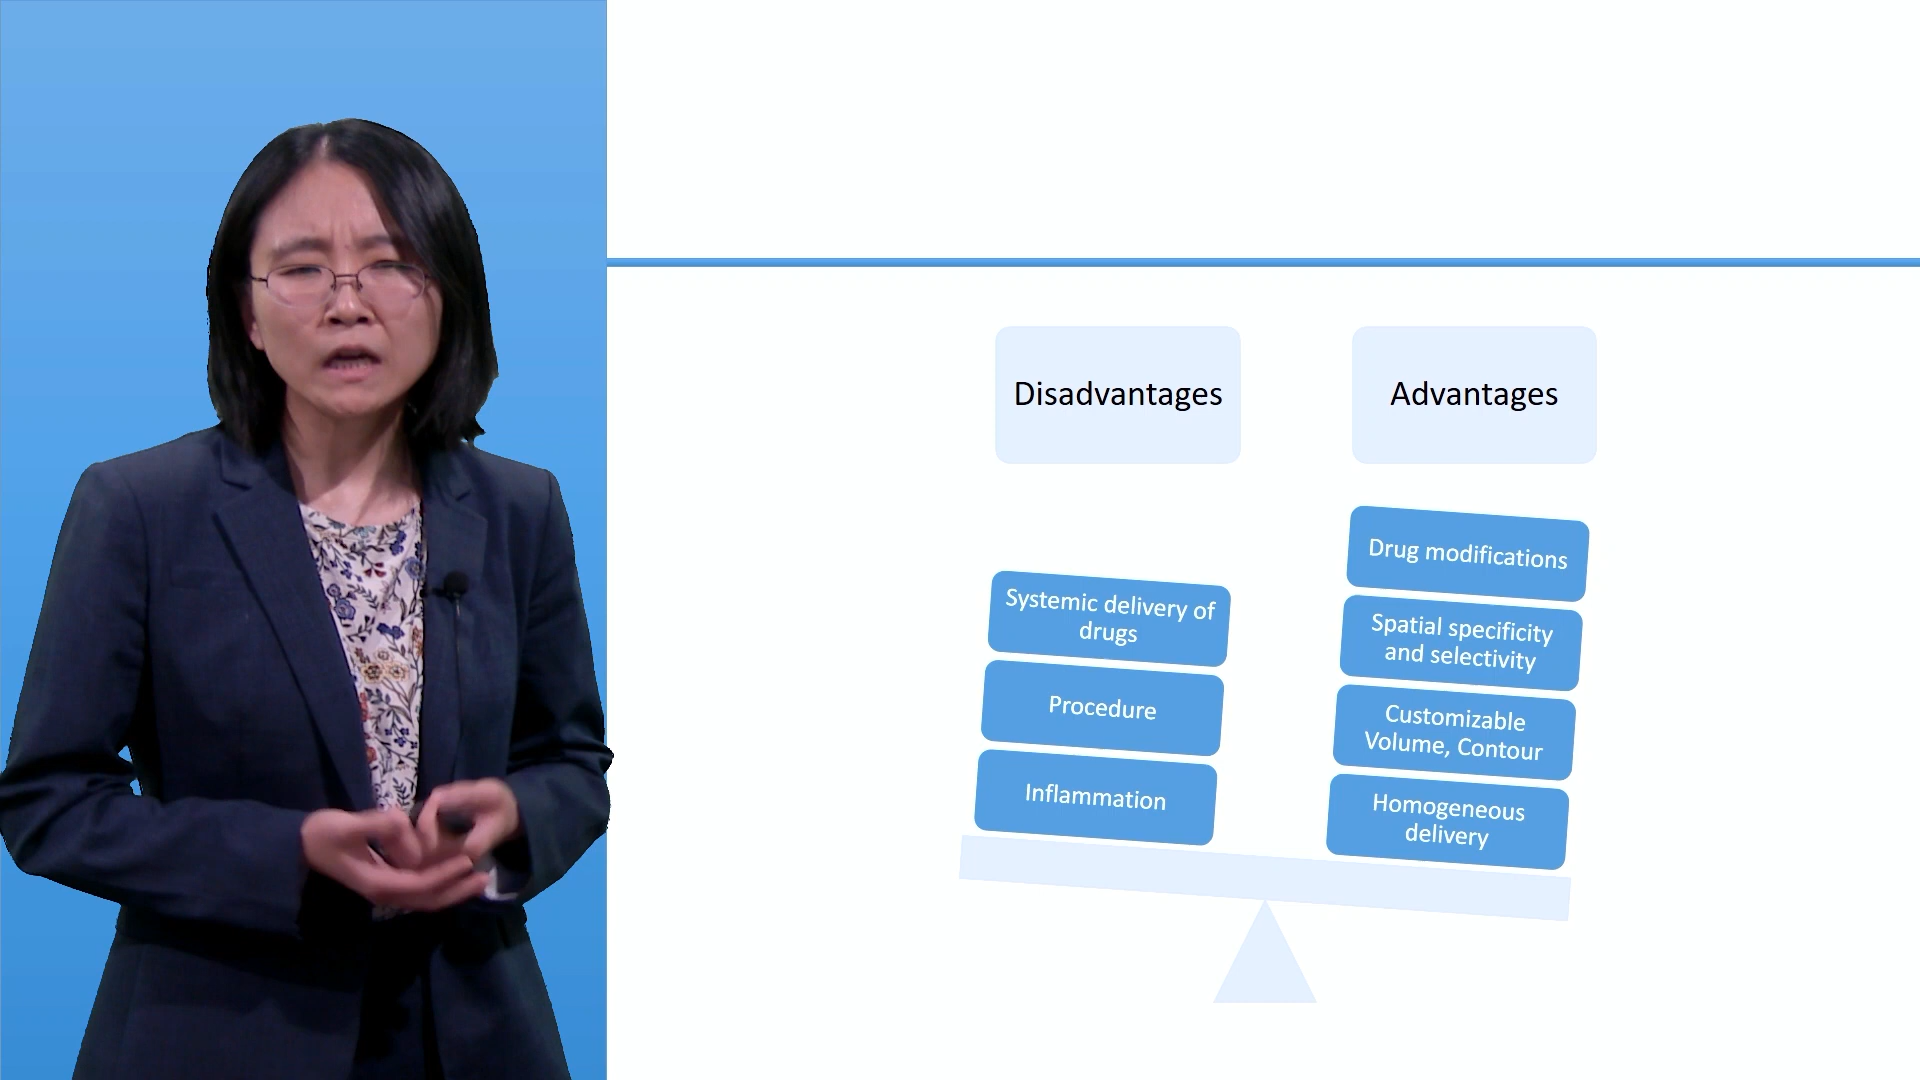 Disadvantages
Advantages
Systemic delivery of
drugs
Procedure
Inflammation
Drug modifications
Spatial specificity
and selectivity
Customizable
Volume, Contour
Homogeneous
delivery